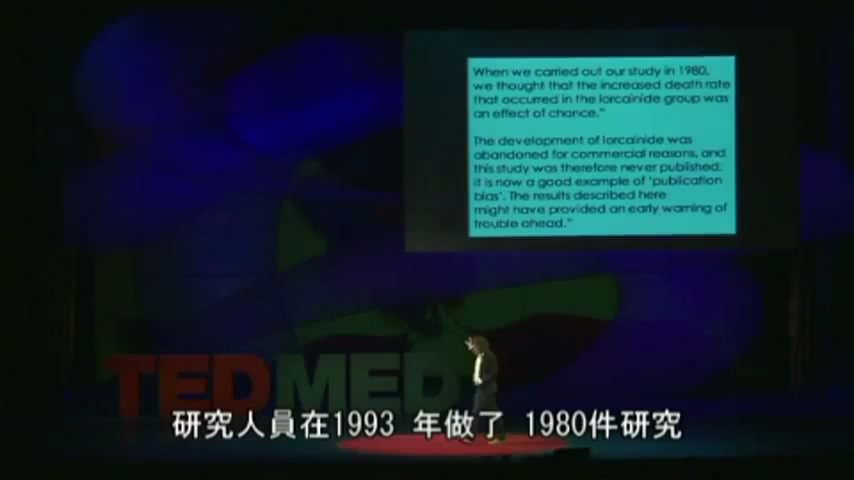 When we carried out our study in 1980,
we thought that the increased death rate
that occurred in the lorcainide group was
an effect of chance."
The development of lorcainide was
abandoned for commercial reasons, and
this study was therefore never published;
it is now a good example of 'publication
bias'. The results described here
might have provided an early warning of
trouble ahead."
TEDMED
研究人員在1993 年做了 1980件研究